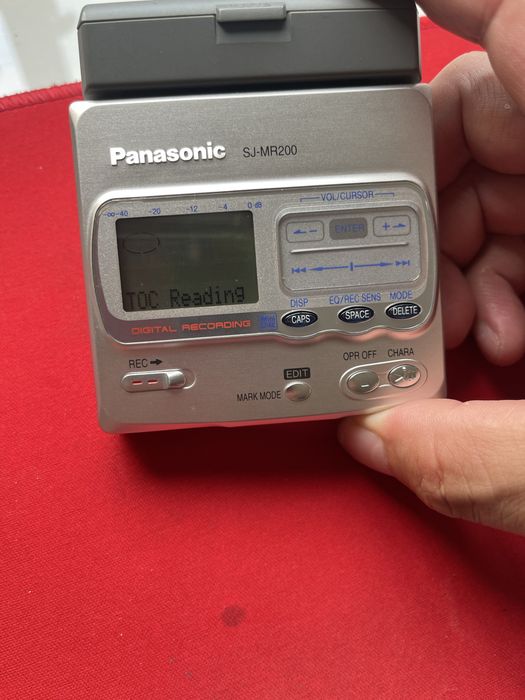 Panasonic SJ-MR200
VOL/CURSOR
-∞-40 -20 -12 -4 0 dB
– ENTER +
TOC Reading
DISP EQ/REC SENS MODE
CAPS SPACE DELETE
DIGITAL RECORDING
REC
OPR OFF CHARA
EDIT
MARK MODE